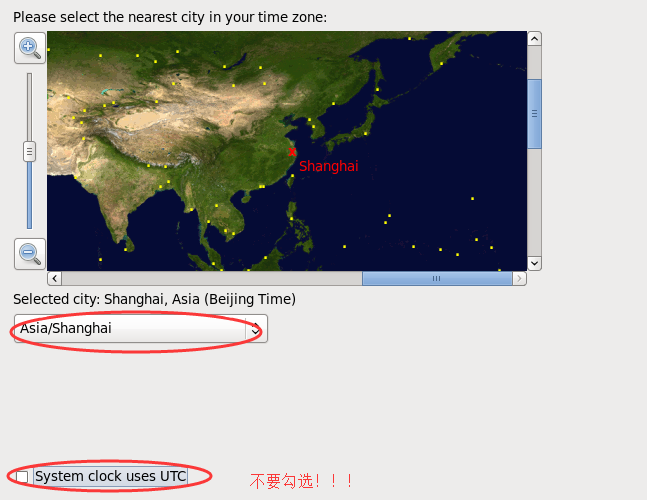 Please select the nearest city in your time zone:
Shanghai
Selected city: Shanghai, Asia (Beijing Time)
Asia/Shanghai
System clock uses UTC
不要勾选！！！